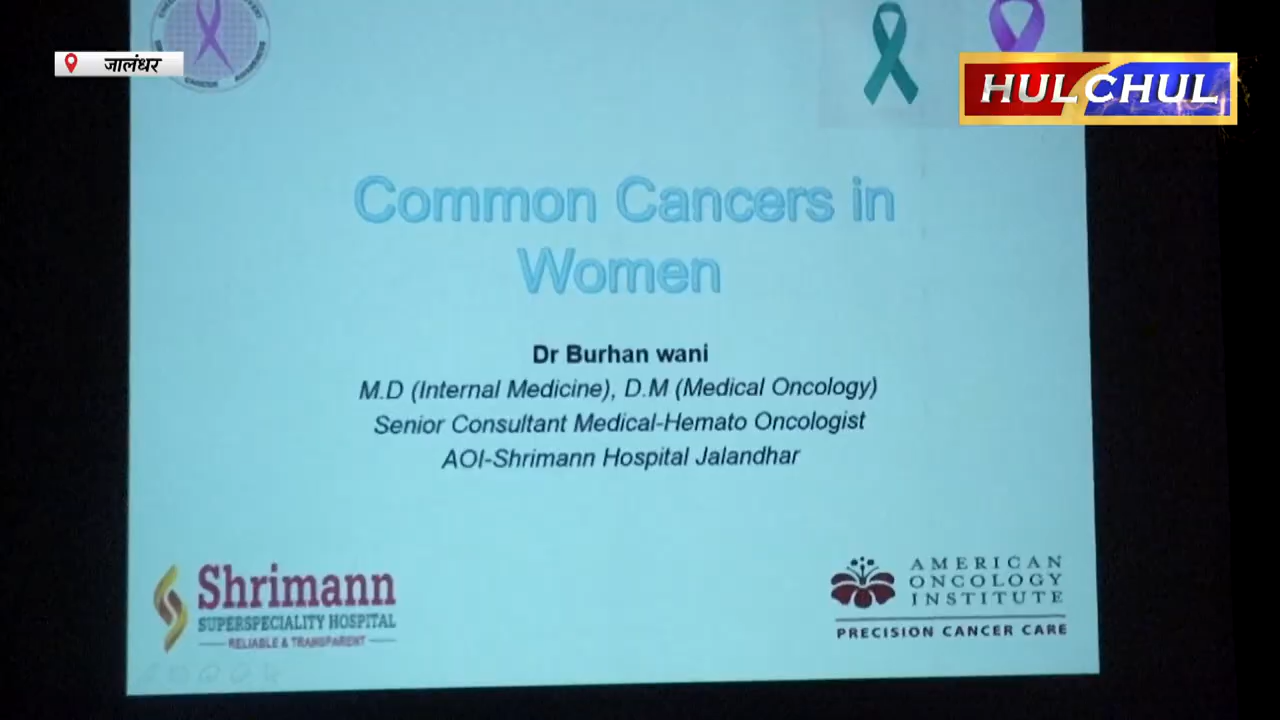 जालंधर
HULCHUL
Common Cancers in
Women
Dr Burhan wani
M.D (Internal Medicine), D.M (Medical Oncology)
Senior Consultant Medical-Hemato Oncologist
AOI-Shrimann Hospital Jalandhar
Shrimann
SUPERSPECIALITY HOSPITAL
RELIABLE & TRANSPARENT
AMERICAN
ONCOLOGY
INSTITUTE
PRECISION CANCER CARE